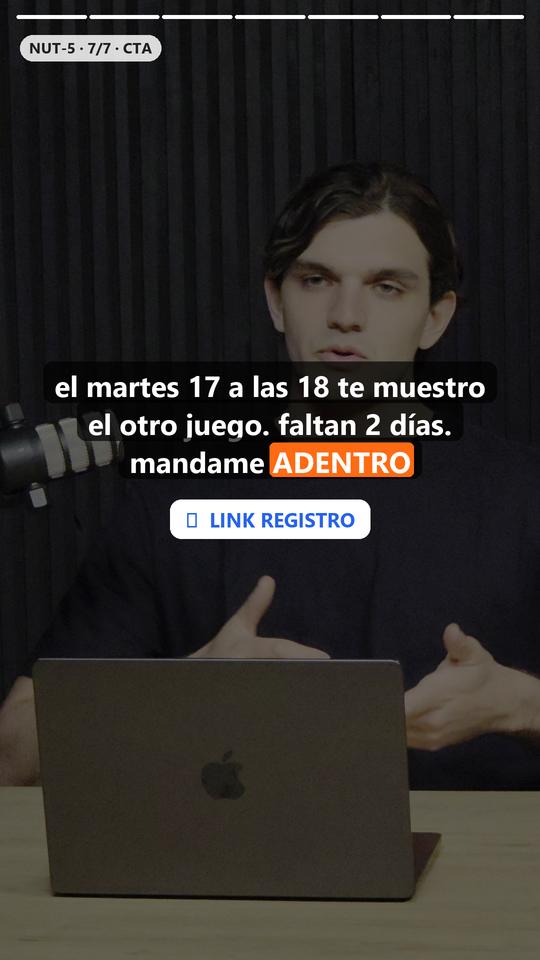 NUT-5 · 7/7 · CTA
el martes 17 a las 18 te muestro
el otro juego. faltan 2 días.
mandame ADENTRO
LINK REGISTRO